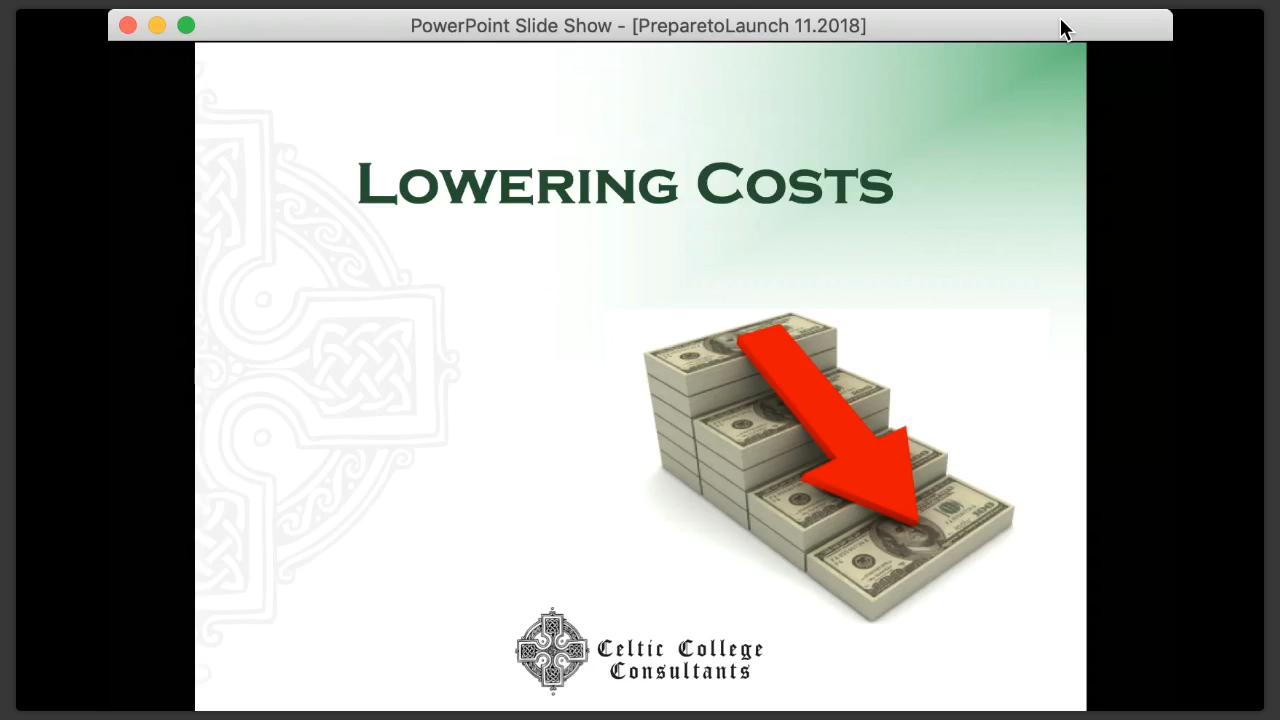 PowerPoint Slide Show - [PreparetoLaunch 11.2018]
Lowering Costs
Celtic College
Consultants